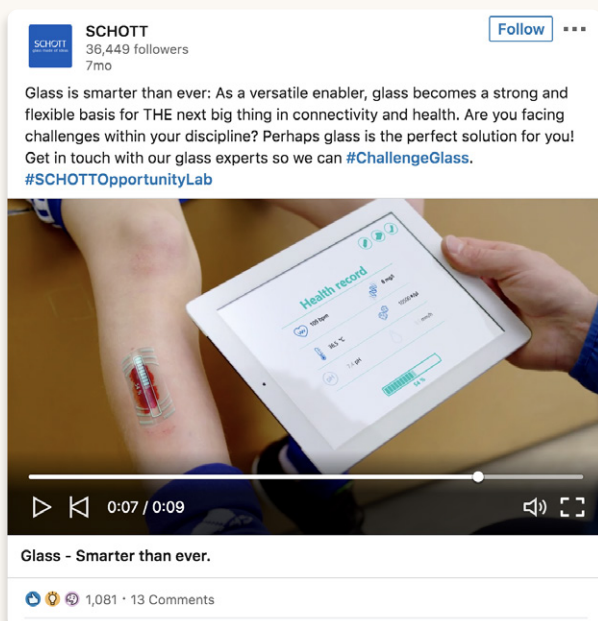 SCHOTT
SCHOTT
36,449 followers
7mo
Follow
Glass is smarter than ever: As a versatile enabler, glass becomes a strong and
flexible basis for THE next big thing in connectivity and health. Are you facing
challenges within your discipline? Perhaps glass is the perfect solution for you!
Get in touch with our glass experts so we can #ChallengeGlass.
#SCHOTTOpportunityLab
Health record
0:07 / 0:09
Glass - Smarter than ever.
1,081 · 13 Comments